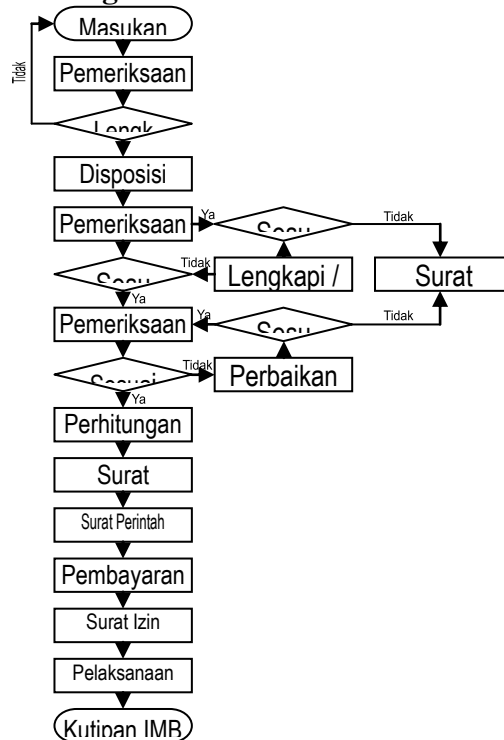 Masukan
Tidak
Pemeriksaan
Disposisi
Pemeriksaan
Ya
Tidak
Tidak
Lengkapi /
Surat
Ya
Pemeriksaan
Ya
Tidak
Sesuai
Tidak
Perbaikan
Ya
Perhitungan
Surat
Surat Perintah
Pembayaran
Surat Izin
Pelaksanaan
Kutipan IMB